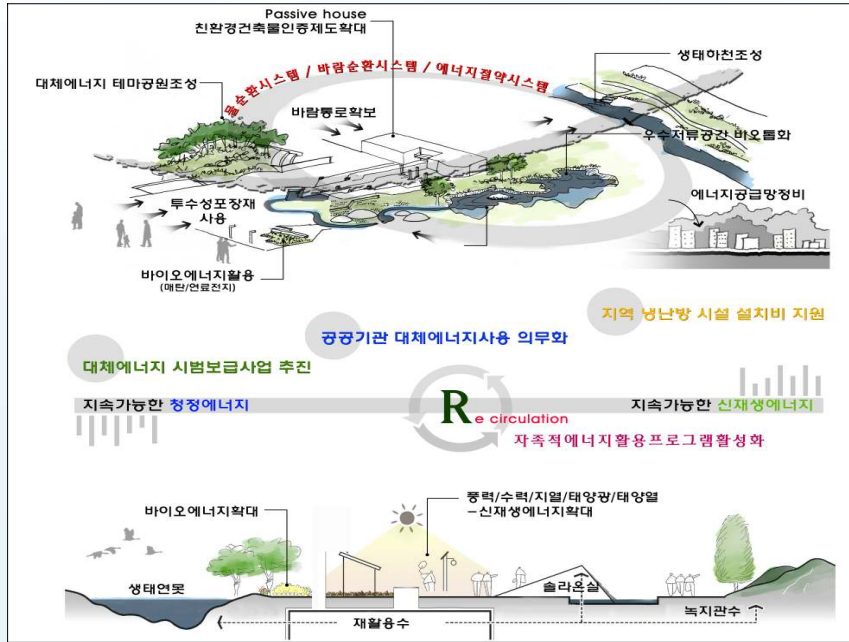 Passive house
친환경건축물인증제도확대
생태하천조성
대체에너지 테마공원조성
물순환시스템 / 바람순환시스템 / 에너지절약시스템
바람통로확보
우수저류공간 비오톱화
투수성포장재
사용
에너지공급망정비
바이오에너지활용
(매탄/연료전지)
지역 냉난방 시설 설치비 지원
공공기관 대체에너지사용 의무화
대체에너지 시범보급사업 추진
지속가능한 청정에너지
Re circulation
지속가능한 신재생에너지
자족적에너지활용프로그램활성화
풍력/수력/지열/태양광/태양열
-신재생에너지확대
바이오에너지확대
생태연못
솔라온실
녹지관수
재활용수